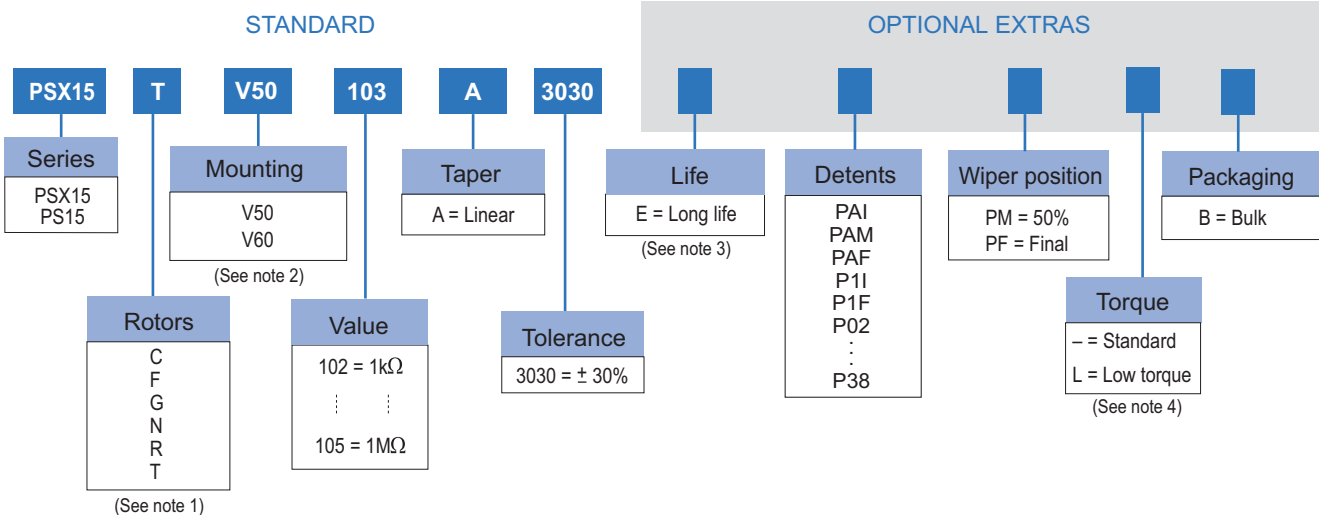 STANDARD
OPTIONAL EXTRAS
PSX15 T V50 103 A 3030
Series
PSX15
PS15
Mounting
V50
V60
(See note 2)
Taper
A = Linear
Life
E = Long life
(See note 3)
Detents
PAI
PAM
PAF
P1I
P1F
P02
:
:
P38
Wiper position
PM = 50%
PF = Final
Packaging
B = Bulk
Rotors
C
F
G
N
R
T
(See note 1)
Value
102 = 1kΩ
105 = 1MΩ
Tolerance
3030 = ± 30%
Torque
– = Standard
L = Low torque
(See note 4)